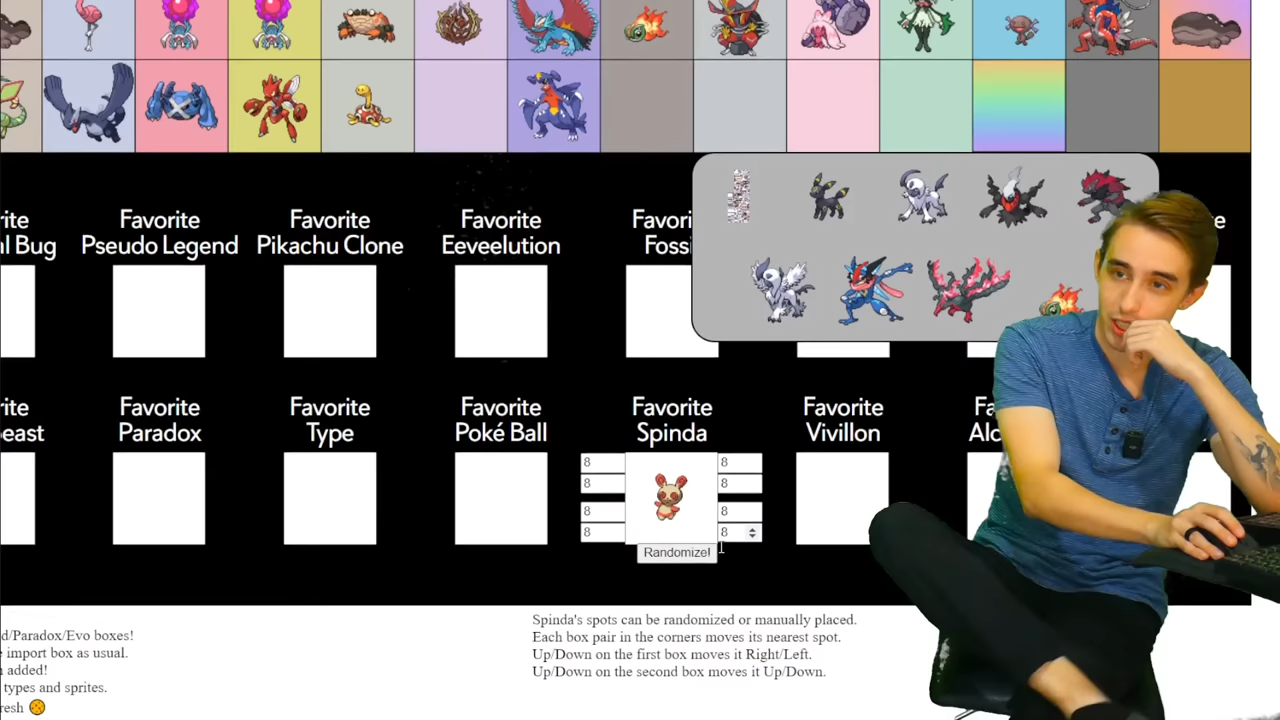 rite
l Bug
Favorite
Pseudo Legend
Favorite
Pikachu Clone
Favorite
Eeveelution
Favori
Fossi
e
rite
east
Favorite
Paradox
Favorite
Type
Favorite
Poké Ball
Favorite
Spinda
Favorite
Vivillon
Fa
Alc
8 8
8 8
8 8
8 8
Randomize!
d/Paradox/Evo boxes!
e import box as usual.
added!
types and sprites.
resh
Spinda's spots can be randomized or manually placed.
Each box pair in the corners moves its nearest spot.
Up/Down on the first box moves it Right/Left.
Up/Down on the second box moves it Up/Down.